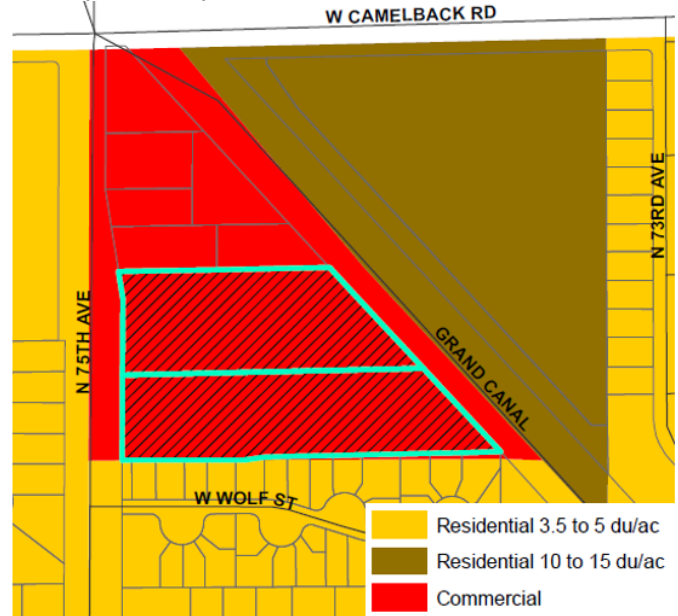 W CAMELBACK RD
N 73RD AVE
N 75TH AVE
GRAND CANAL
W WOLF ST
Residential 3.5 to 5 du/ac
Residential 10 to 15 du/ac
Commercial